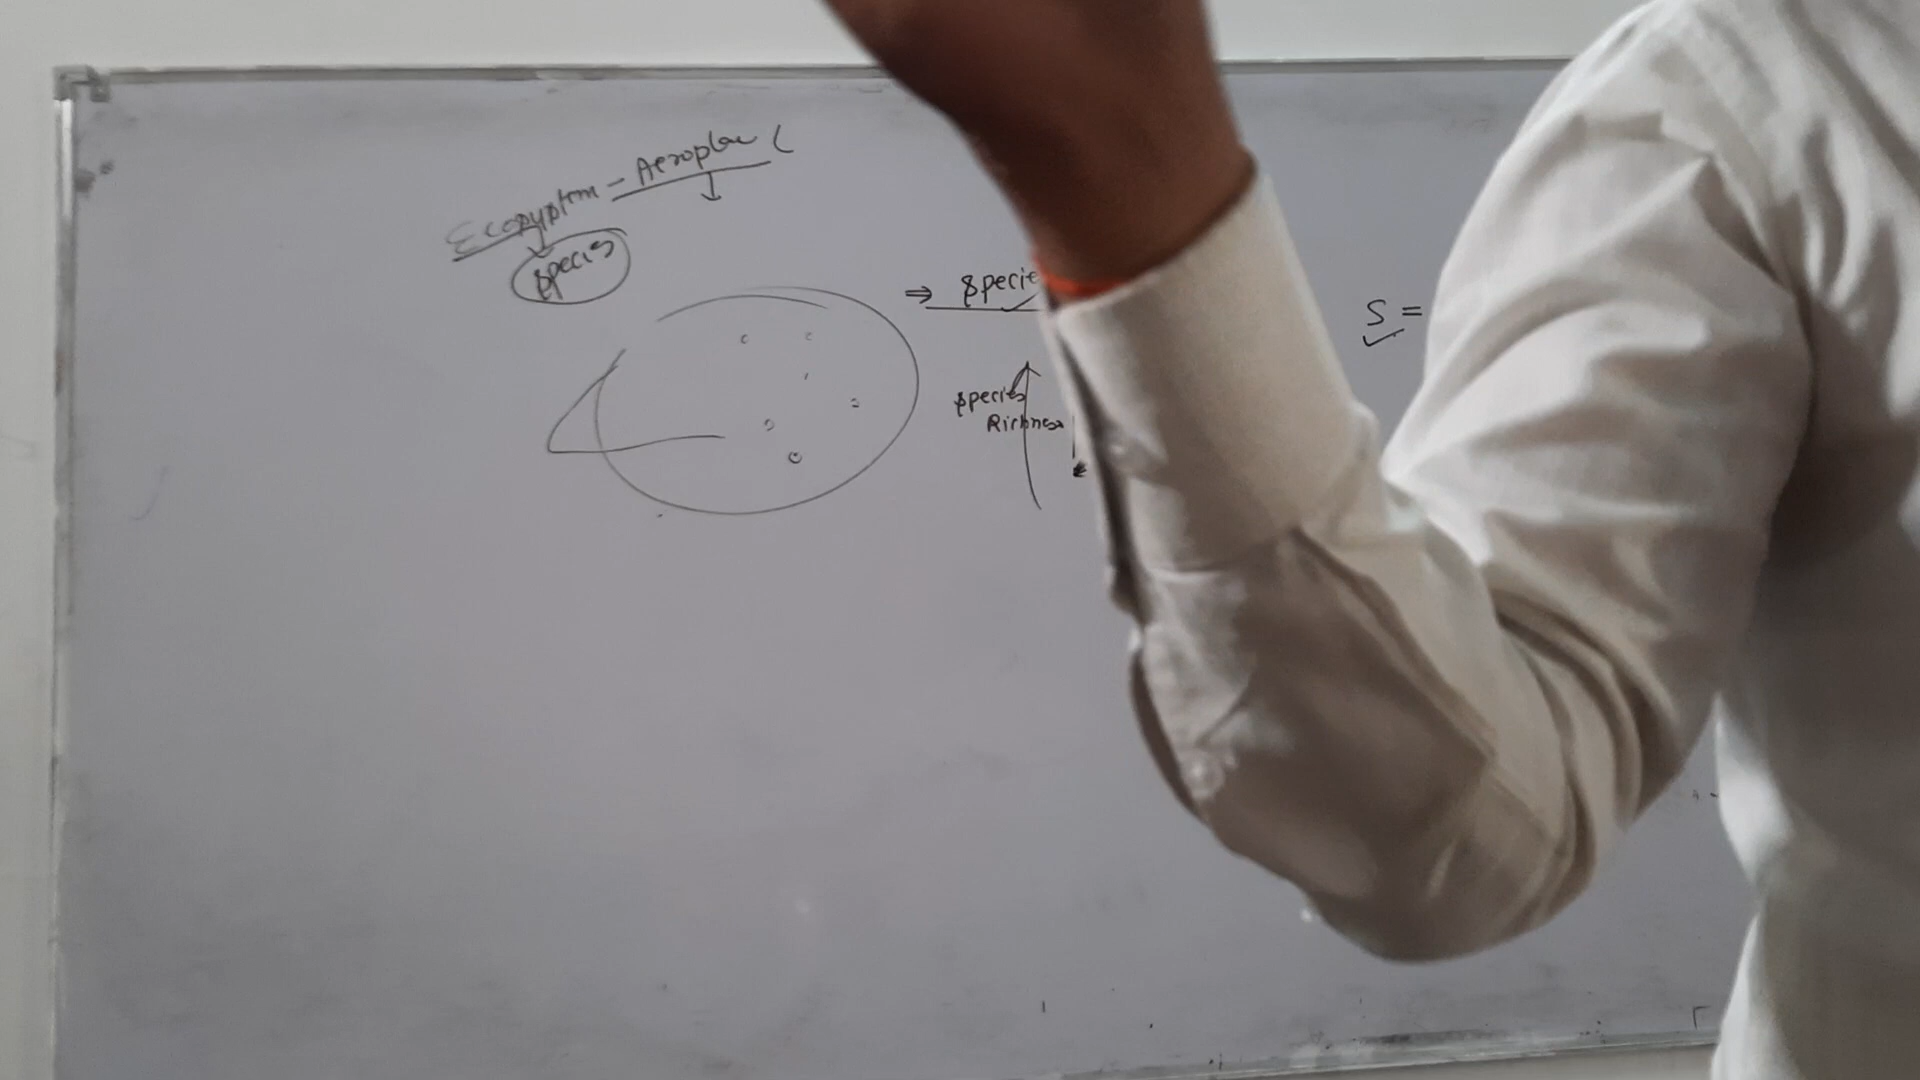 Ecosystem - Aeroplane (
↓
↓
species
⇒ specie
S =
species
Richness